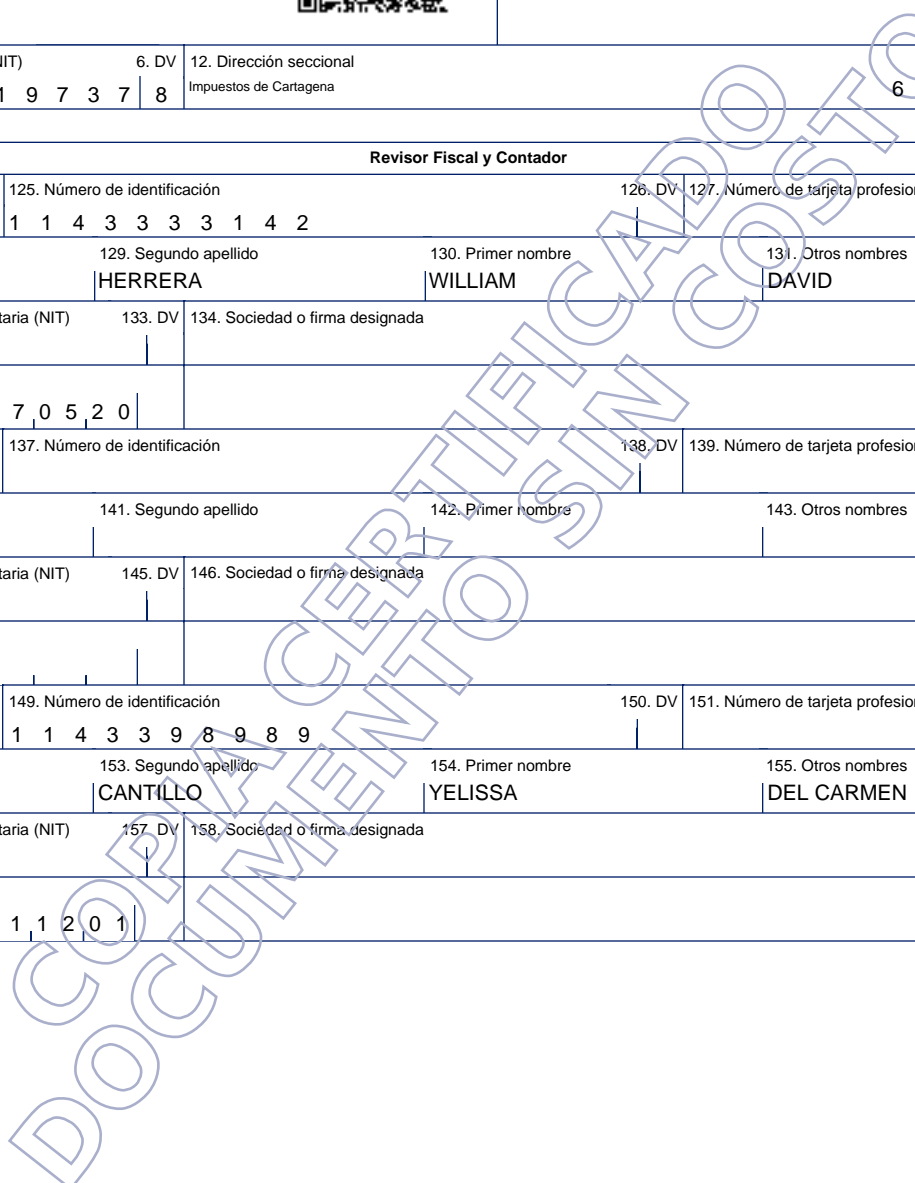 NIT) 6. DV 12. Dirección seccional
1 9 7 3 7 8 Impuestos de Cartagena 6
Revisor Fiscal y Contador
125. Número de identificación 126. DV 127. Número de tarjeta profesion
1 1 4 3 3 3 3 1 4 2
129. Segundo apellido 130. Primer nombre 131. Otros nombres
HERRERA WILLIAM DAVID
taria (NIT) 133. DV 134. Sociedad o firma designada
7 0 5 2 0
137. Número de identificación 138. DV 139. Número de tarjeta profesion
141. Segundo apellido 142. Primer nombre 143. Otros nombres
taria (NIT) 145. DV 146. Sociedad o firma designada
149. Número de identificación 150. DV 151. Número de tarjeta profesion
1 1 4 3 3 9 8 9 8 9
153. Segundo apellido 154. Primer nombre 155. Otros nombres
CANTILLO YELISSA DEL CARMEN
taria (NIT) 157. DV 158. Sociedad o firma designada
1 1 2 0 1
COPIA CERTIFICADO
DOCUMENTO SIN COSTO